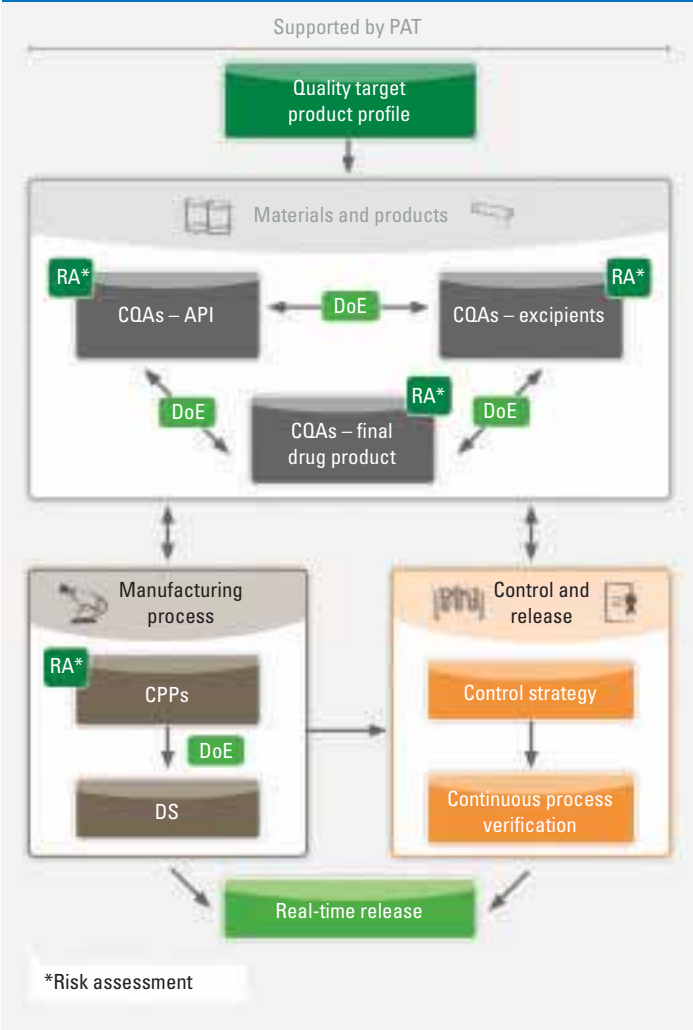 Supported by PAT
Quality target
product profile
Materials and products
RA*
CQAs – API
DoE
RA*
CQAs – excipients
DoE
RA*
CQAs – final
drug product
DoE
Manufacturing
process
RA*
CPPs
DoE
DS
Control and
release
Control strategy
Continuous process
verification
Real-time release
*Risk assessment